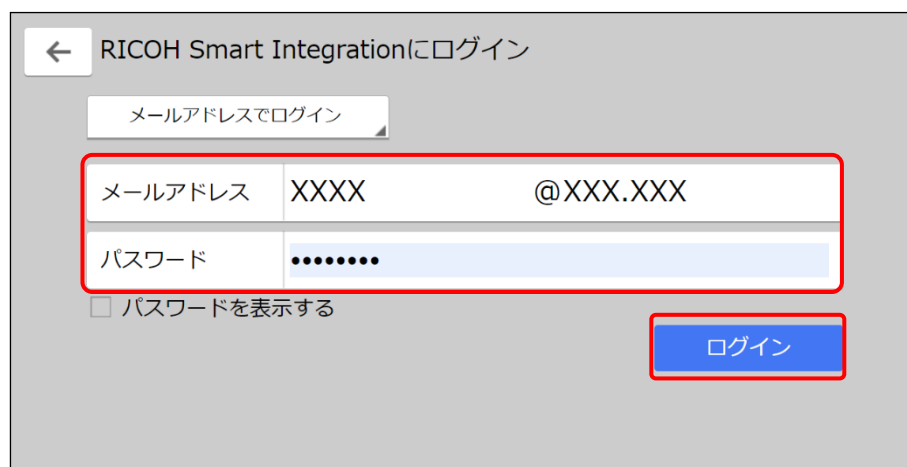 RICOH Smart Integrationにログイン
メールアドレスでログイン
メールアドレス XXXX @XXX.XXX
パスワード ••••••••
パスワードを表示する
ログイン